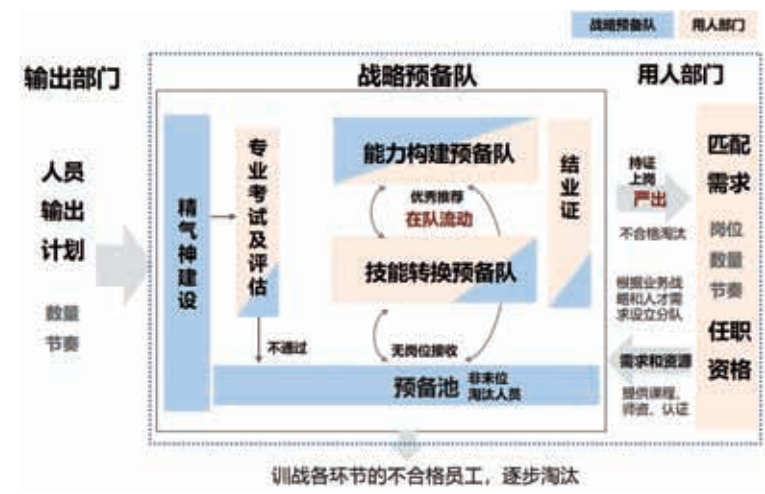 战略预备队
用人部门
输出部门
战略预备队
用人部门
人员
输出
计划
数量
节奏
精气神建设
专业考试及评估
能力构建预备队
优秀推荐
在队流动
技能转换预备队
结业证
不通过
无岗位接收
预备池
非末位
淘汰人员
持证
上岗
严出
不合格淘汰
根据业务战
略和人才需
求设立分队
需求和资源
提供课程、
师资、认证
匹配
需求
岗位
数量
节奏
任职
资格
训战各环节的不合格员工，逐步淘汰